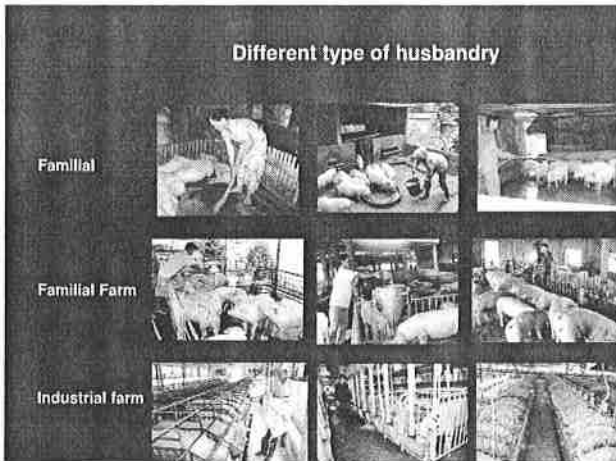 Different type of husbandry
Familial
Familial Farm
Industrial farm